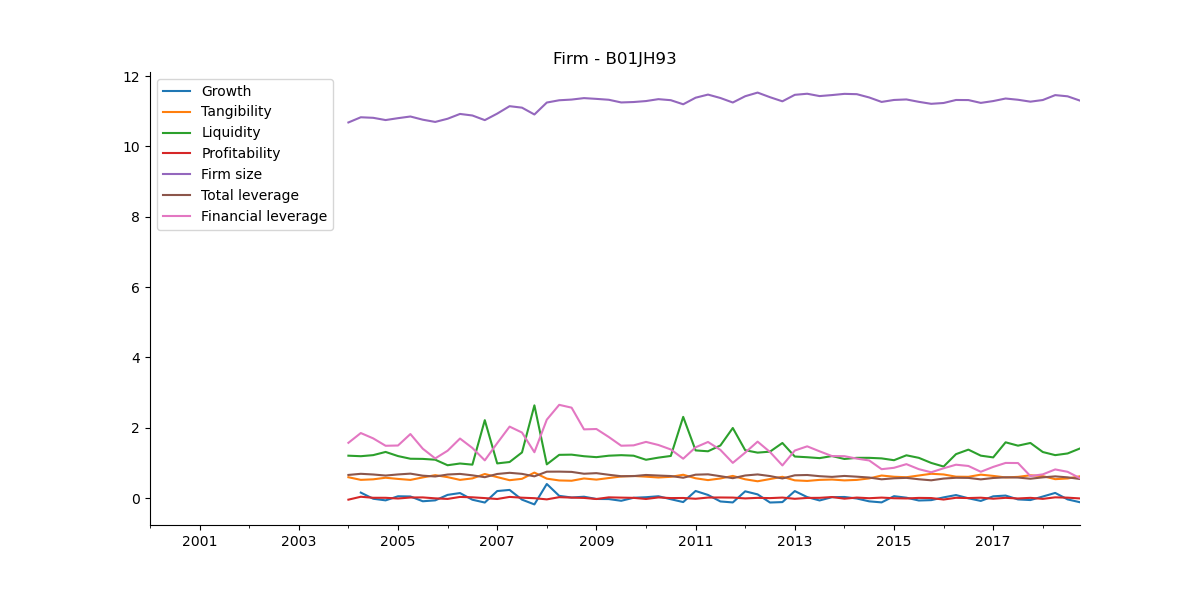 Firm - B01JH93
12
10
8
6
4
2
0
Growth
Tangibility
Liquidity
Profitability
Firm size
Total leverage
Financial leverage
2001 2003 2005 2007 2009 2011 2013 2015 2017